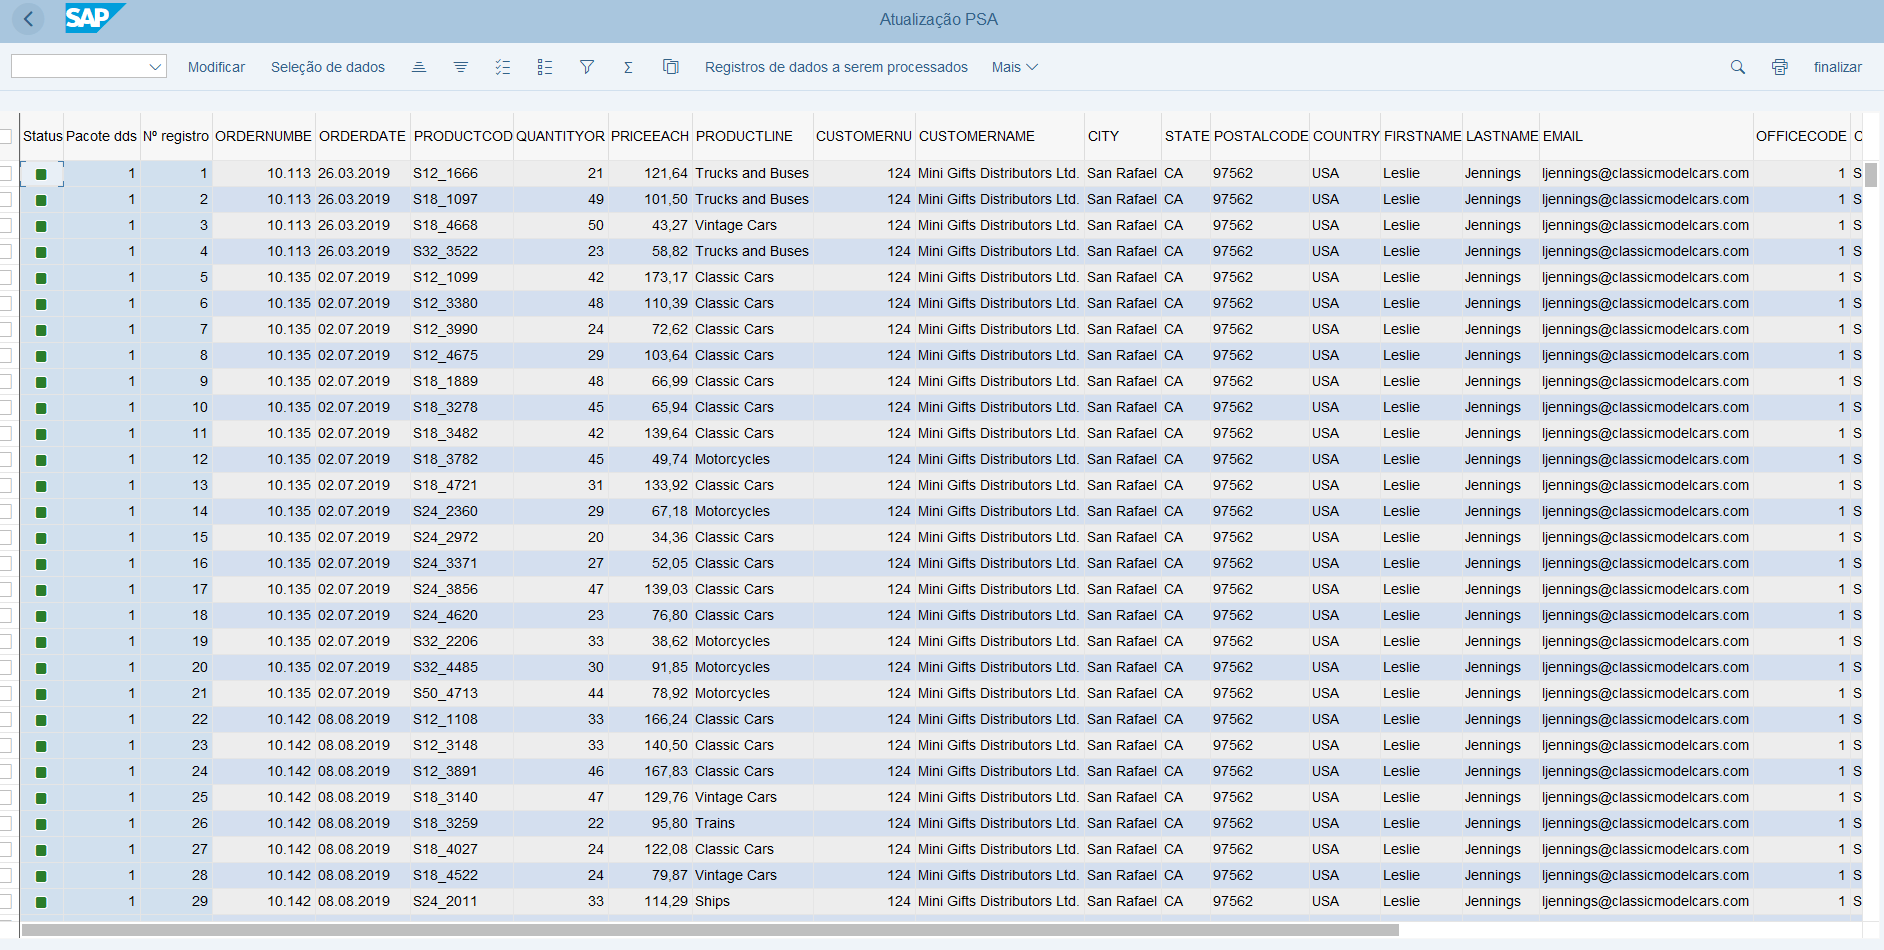 SAP
Atualização PSA
Modificar Seleção de dados Σ Registros de dados a serem processados Mais finalizar
Status Pacote dds Nº registro ORDERNUMBE ORDERDATE PRODUCTCOD QUANTITYOR PRICEEACH PRODUCTLINE CUSTOMERNU CUSTOMERNAME CITY STATE POSTALCODE COUNTRY FIRSTNAME LASTNAME EMAIL OFFICECODE C
1 1 10.113 26.03.2019 S12_1666 21 121,64 Trucks and Buses 124 Mini Gifts Distributors Ltd. San Rafael CA 97562 USA Leslie Jennings ljennings@classicmodelcars.com 1 S
1 2 10.113 26.03.2019 S18_1097 49 101,50 Trucks and Buses 124 Mini Gifts Distributors Ltd. San Rafael CA 97562 USA Leslie Jennings ljennings@classicmodelcars.com 1 S
1 3 10.113 26.03.2019 S18_4668 50 43,27 Vintage Cars 124 Mini Gifts Distributors Ltd. San Rafael CA 97562 USA Leslie Jennings ljennings@classicmodelcars.com 1 S
1 4 10.113 26.03.2019 S32_3522 23 58,82 Trucks and Buses 124 Mini Gifts Distributors Ltd. San Rafael CA 97562 USA Leslie Jennings ljennings@classicmodelcars.com 1 S
1 5 10.135 02.07.2019 S12_1099 42 173,17 Classic Cars 124 Mini Gifts Distributors Ltd. San Rafael CA 97562 USA Leslie Jennings ljennings@classicmodelcars.com 1 S
1 6 10.135 02.07.2019 S12_3380 48 110,39 Classic Cars 124 Mini Gifts Distributors Ltd. San Rafael CA 97562 USA Leslie Jennings ljennings@classicmodelcars.com 1 S
1 7 10.135 02.07.2019 S12_3990 24 72,62 Classic Cars 124 Mini Gifts Distributors Ltd. San Rafael CA 97562 USA Leslie Jennings ljennings@classicmodelcars.com 1 S
1 8 10.135 02.07.2019 S12_4675 29 103,64 Classic Cars 124 Mini Gifts Distributors Ltd. San Rafael CA 97562 USA Leslie Jennings ljennings@classicmodelcars.com 1 S
1 9 10.135 02.07.2019 S18_1889 48 66,99 Classic Cars 124 Mini Gifts Distributors Ltd. San Rafael CA 97562 USA Leslie Jennings ljennings@classicmodelcars.com 1 S
1 10 10.135 02.07.2019 S18_3278 45 65,94 Classic Cars 124 Mini Gifts Distributors Ltd. San Rafael CA 97562 USA Leslie Jennings ljennings@classicmodelcars.com 1 S
1 11 10.135 02.07.2019 S18_3482 42 139,64 Classic Cars 124 Mini Gifts Distributors Ltd. San Rafael CA 97562 USA Leslie Jennings ljennings@classicmodelcars.com 1 S
1 12 10.135 02.07.2019 S18_3782 45 49,74 Motorcycles 124 Mini Gifts Distributors Ltd. San Rafael CA 97562 USA Leslie Jennings ljennings@classicmodelcars.com 1 S
1 13 10.135 02.07.2019 S18_4721 31 133,92 Classic Cars 124 Mini Gifts Distributors Ltd. San Rafael CA 97562 USA Leslie Jennings ljennings@classicmodelcars.com 1 S
1 14 10.135 02.07.2019 S24_2360 29 67,18 Motorcycles 124 Mini Gifts Distributors Ltd. San Rafael CA 97562 USA Leslie Jennings ljennings@classicmodelcars.com 1 S
1 15 10.135 02.07.2019 S24_2972 20 34,36 Classic Cars 124 Mini Gifts Distributors Ltd. San Rafael CA 97562 USA Leslie Jennings ljennings@classicmodelcars.com 1 S
1 16 10.135 02.07.2019 S24_3371 27 52,05 Classic Cars 124 Mini Gifts Distributors Ltd. San Rafael CA 97562 USA Leslie Jennings ljennings@classicmodelcars.com 1 S
1 17 10.135 02.07.2019 S24_3856 47 139,03 Classic Cars 124 Mini Gifts Distributors Ltd. San Rafael CA 97562 USA Leslie Jennings ljennings@classicmodelcars.com 1 S
1 18 10.135 02.07.2019 S24_4620 23 76,80 Classic Cars 124 Mini Gifts Distributors Ltd. San Rafael CA 97562 USA Leslie Jennings ljennings@classicmodelcars.com 1 S
1 19 10.135 02.07.2019 S32_2206 33 38,62 Motorcycles 124 Mini Gifts Distributors Ltd. San Rafael CA 97562 USA Leslie Jennings ljennings@classicmodelcars.com 1 S
1 20 10.135 02.07.2019 S32_4485 30 91,85 Motorcycles 124 Mini Gifts Distributors Ltd. San Rafael CA 97562 USA Leslie Jennings ljennings@classicmodelcars.com 1 S
1 21 10.135 02.07.2019 S50_4713 44 78,92 Motorcycles 124 Mini Gifts Distributors Ltd. San Rafael CA 97562 USA Leslie Jennings ljennings@classicmodelcars.com 1 S
1 22 10.142 08.08.2019 S12_1108 33 166,24 Classic Cars 124 Mini Gifts Distributors Ltd. San Rafael CA 97562 USA Leslie Jennings ljennings@classicmodelcars.com 1 S
1 23 10.142 08.08.2019 S12_3148 33 140,50 Classic Cars 124 Mini Gifts Distributors Ltd. San Rafael CA 97562 USA Leslie Jennings ljennings@classicmodelcars.com 1 S
1 24 10.142 08.08.2019 S12_3891 46 167,83 Classic Cars 124 Mini Gifts Distributors Ltd. San Rafael CA 97562 USA Leslie Jennings ljennings@classicmodelcars.com 1 S
1 25 10.142 08.08.2019 S18_3140 47 129,76 Vintage Cars 124 Mini Gifts Distributors Ltd. San Rafael CA 97562 USA Leslie Jennings ljennings@classicmodelcars.com 1 S
1 26 10.142 08.08.2019 S18_3259 22 95,80 Trains 124 Mini Gifts Distributors Ltd. San Rafael CA 97562 USA Leslie Jennings ljennings@classicmodelcars.com 1 S
1 27 10.142 08.08.2019 S18_4027 24 122,08 Classic Cars 124 Mini Gifts Distributors Ltd. San Rafael CA 97562 USA Leslie Jennings ljennings@classicmodelcars.com 1 S
1 28 10.142 08.08.2019 S18_4522 24 79,87 Vintage Cars 124 Mini Gifts Distributors Ltd. San Rafael CA 97562 USA Leslie Jennings ljennings@classicmodelcars.com 1 S
1 29 10.142 08.08.2019 S24_2011 33 114,29 Ships 124 Mini Gifts Distributors Ltd. San Rafael CA 97562 USA Leslie Jennings ljennings@classicmodelcars.com 1 S